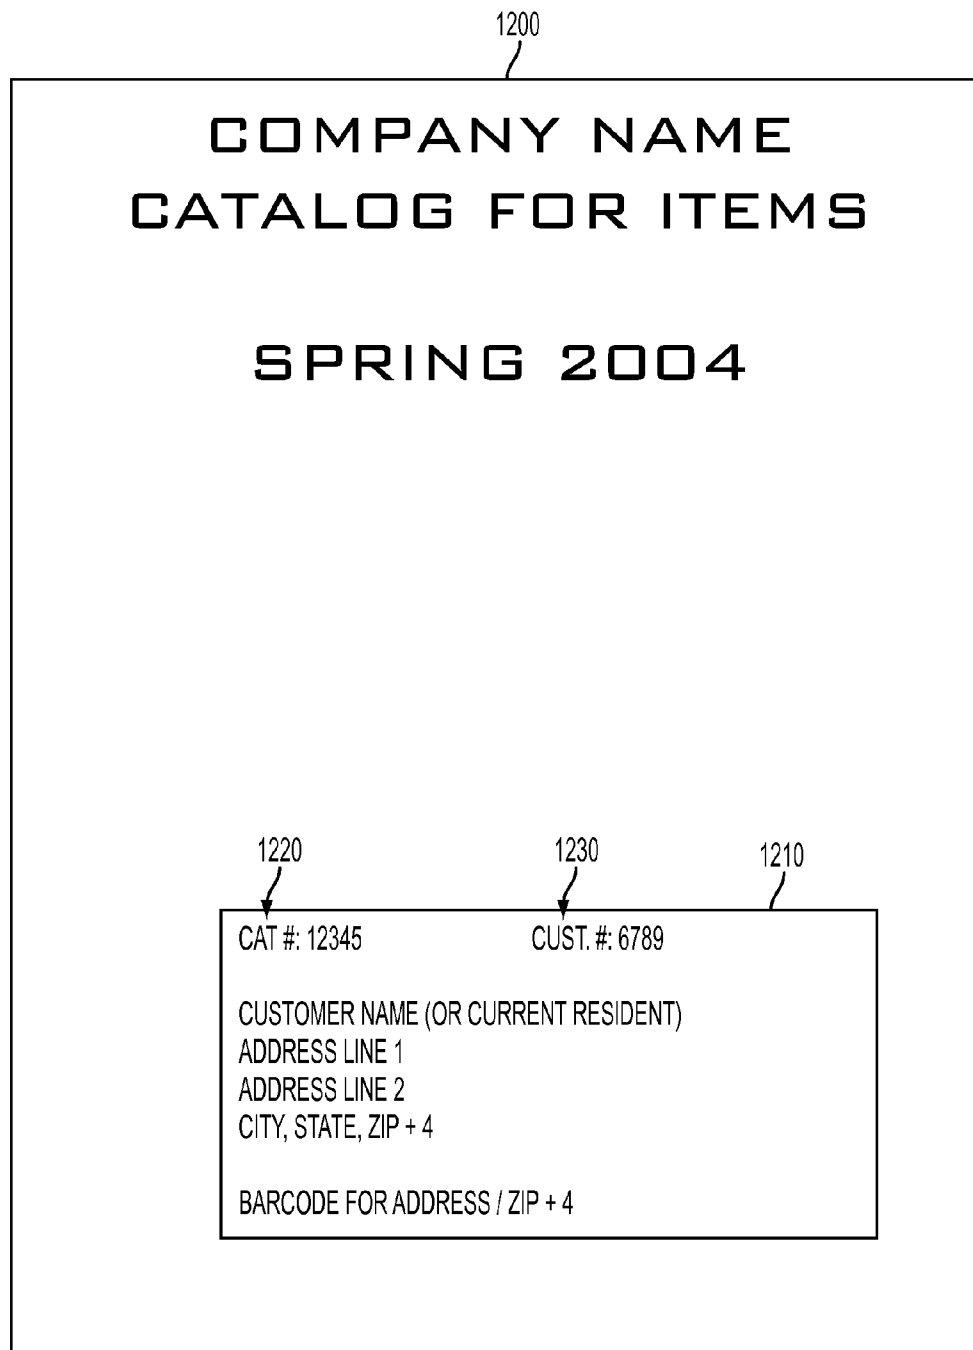 1200
COMPANY NAME
CATALOG FOR ITEMS
SPRING 2004
1220 1230 1210
CAT #: 12345 CUST. #: 6789
CUSTOMER NAME (OR CURRENT RESIDENT)
ADDRESS LINE 1
ADDRESS LINE 2
CITY, STATE, ZIP + 4
BARCODE FOR ADDRESS / ZIP + 4